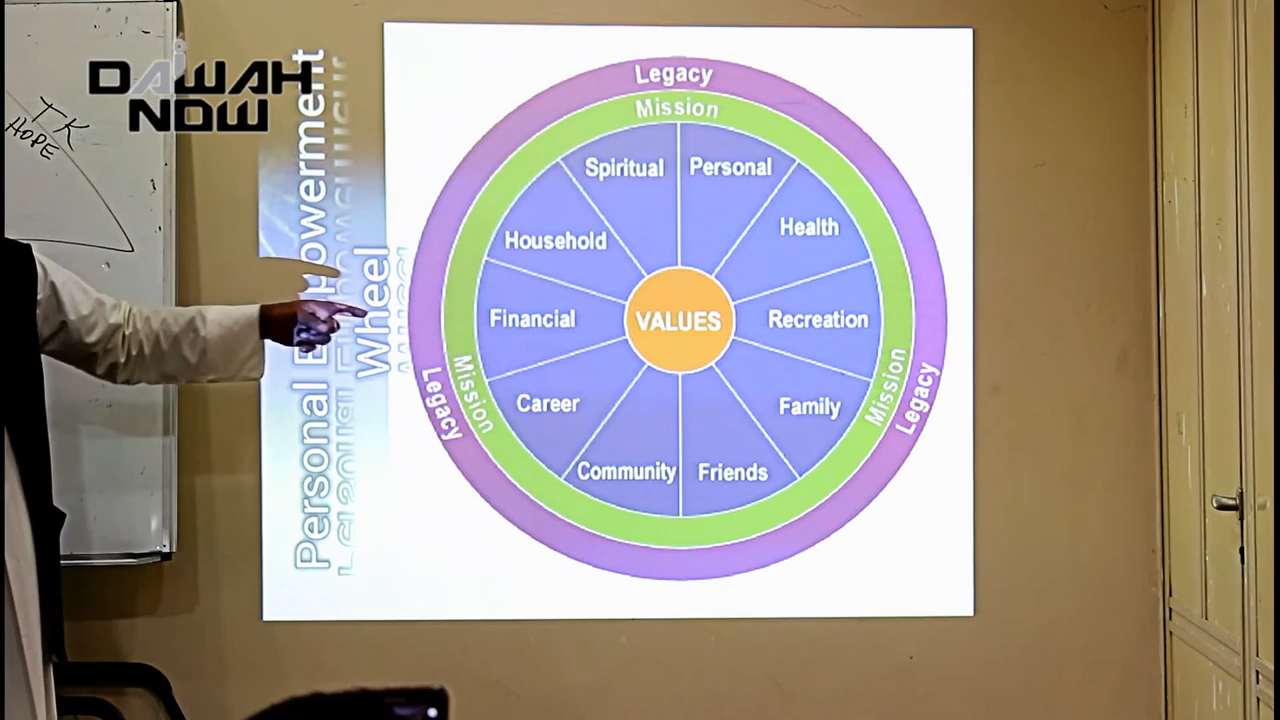 DAWAH
NOW
TK
HOPE
Personal Empowerment
Wheel
Legacy
Mission
Spiritual
Personal
Household
Health
Financial
VALUES
Recreation
Career
Family
Community
Friends
Mission
Legacy
Mission
Legacy